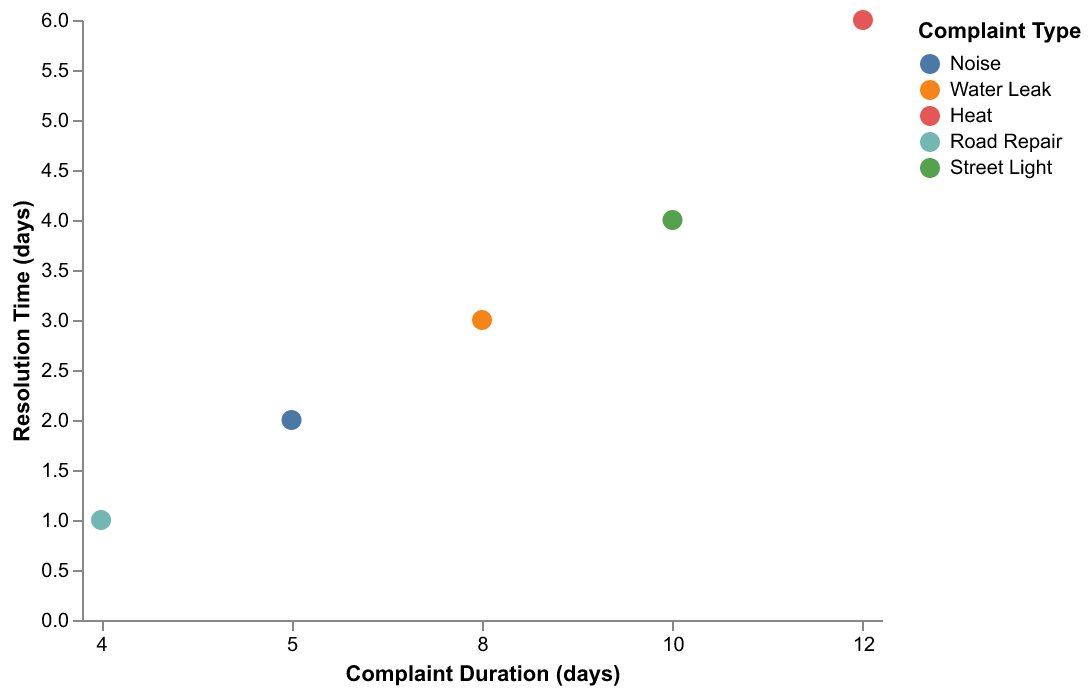 6.0
5.5
5.0
4.5
4.0
3.5
3.0
2.5
2.0
1.5
1.0
0.5
0.0
Resolution Time (days)
4 5 8 10 12
Complaint Duration (days)
Complaint Type
Noise
Water Leak
Heat
Road Repair
Street Light